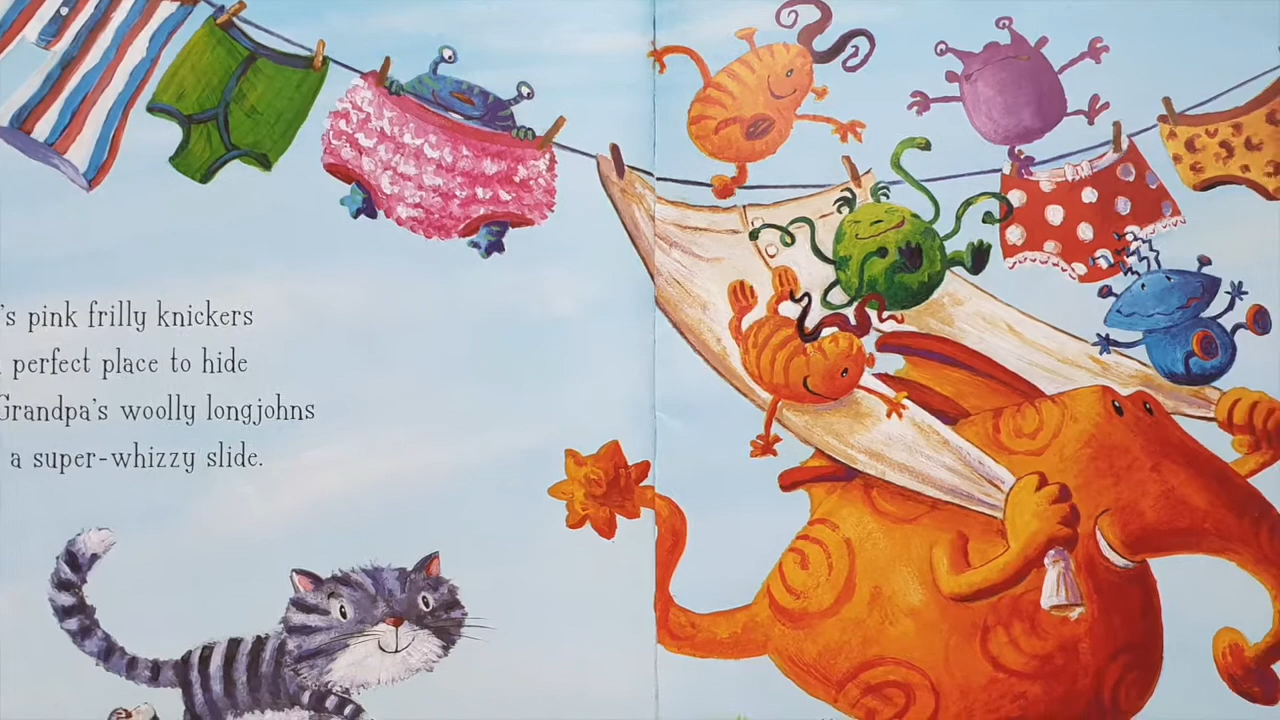 's pink frilly knickers
perfect place to hide
Grandpa's woolly longjohns
a super-whizzy slide.